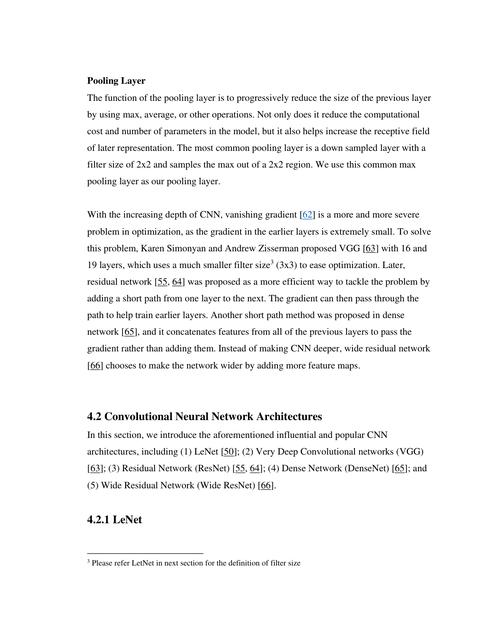 Pooling Layer
The function of the pooling layer is to progressively reduce the size of the previous layer
by using max, average, or other operations. Not only does it reduce the computational
cost and number of parameters in the model, but it also helps increase the receptive field
of later representation. The most common pooling layer is a down sampled layer with a
filter size of 2x2 and samples the max out of a 2x2 region. We use this common max
pooling layer as our pooling layer.
With the increasing depth of CNN, vanishing gradient [62] is a more and more severe
problem in optimization, as the gradient in the earlier layers is extremely small. To solve
this problem, Karen Simonyan and Andrew Zisserman proposed VGG [63] with 16 and
19 layers, which uses a much smaller filter size³ (3x3) to ease optimization. Later,
residual network [55, 64] was proposed as a more efficient way to tackle the problem by
adding a short path from one layer to the next. The gradient can then pass through the
path to help train earlier layers. Another short path method was proposed in dense
network [65], and it concatenates features from all of the previous layers to pass the
gradient rather than adding them. Instead of making CNN deeper, wide residual network
[66] chooses to make the network wider by adding more feature maps.
4.2 Convolutional Neural Network Architectures
In this section, we introduce the aforementioned influential and popular CNN
architectures, including (1) LeNet [50]; (2) Very Deep Convolutional networks (VGG)
[63]; (3) Residual Network (ResNet) [55, 64]; (4) Dense Network (DenseNet) [65]; and
(5) Wide Residual Network (Wide ResNet) [66].
4.2.1 LeNet
³ Please refer LetNet in next section for the definition of filter size